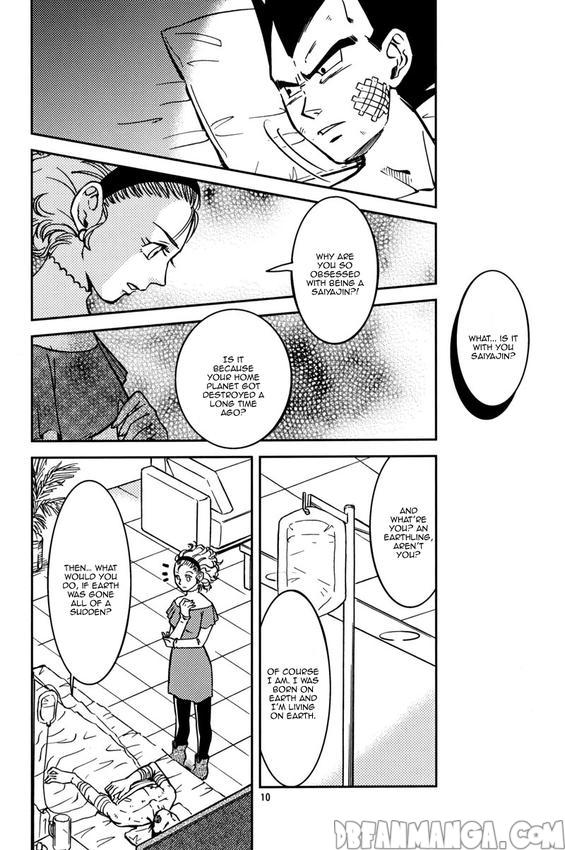 WHAT... IS IT
WITH YOU
SAIYAJIN?
WHY ARE
YOU SO
OBSESSED
WITH BEING A
SAIYAJIN?!
IS IT
BECAUSE
YOUR HOME
PLANET GOT
DESTROYED A
LONG TIME
AGO?
AND
WHAT'RE
YOU? AN
EARTHLING,
AREN'T
YOU?
OF COURSE
I AM. I WAS
BORN ON
EARTH AND
I'M LIVING
ON EARTH.
THEN... WHAT
WOULD YOU
DO, IF EARTH
WAS GONE
ALL OF A
SUDDEN?
10
DBFANMANGA.COM